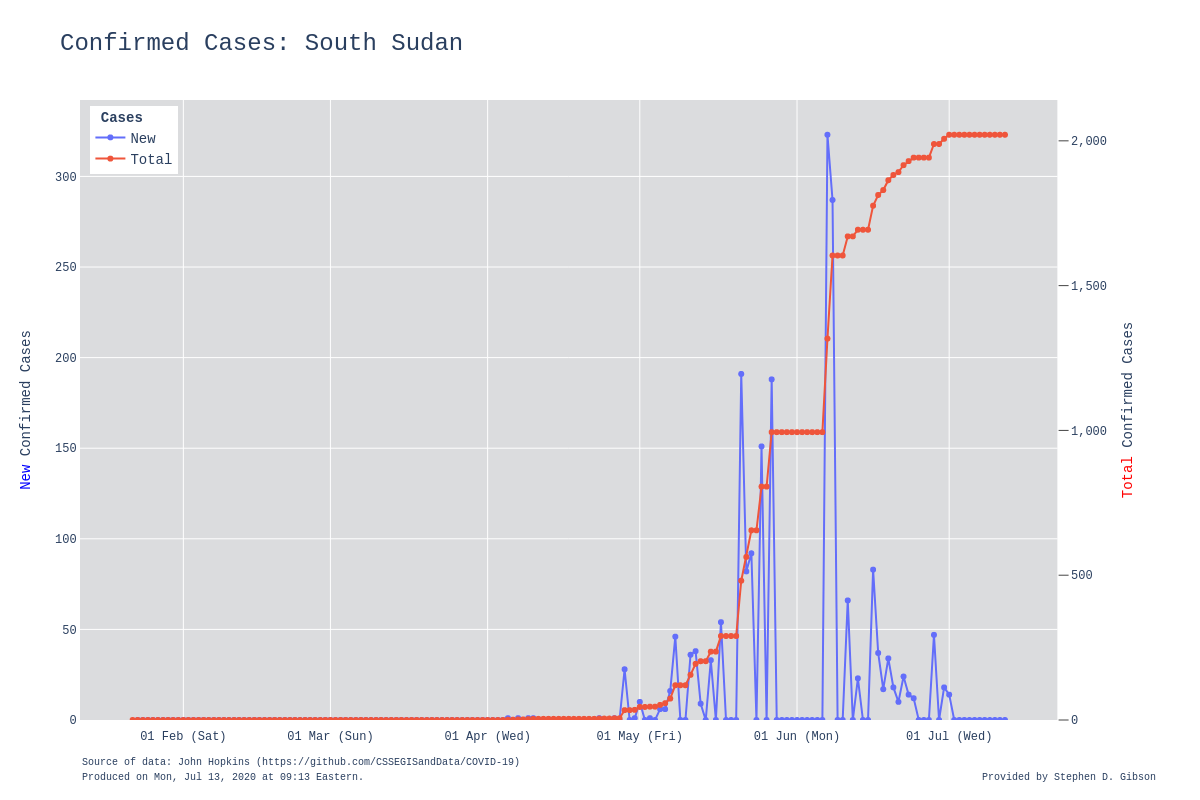 Confirmed Cases: South Sudan
Cases
New
Total
300
250
200
150
100
50
0
2,000
1,500
1,000
500
0
New Confirmed Cases
Total Confirmed Cases
01 Feb (Sat)
01 Mar (Sun)
01 Apr (Wed)
01 May (Fri)
01 Jun (Mon)
01 Jul (Wed)
Source of data: John Hopkins (https://github.com/CSSEGISandData/COVID-19)
Produced on Mon, Jul 13, 2020 at 09:13 Eastern.
Provided by Stephen D. Gibson